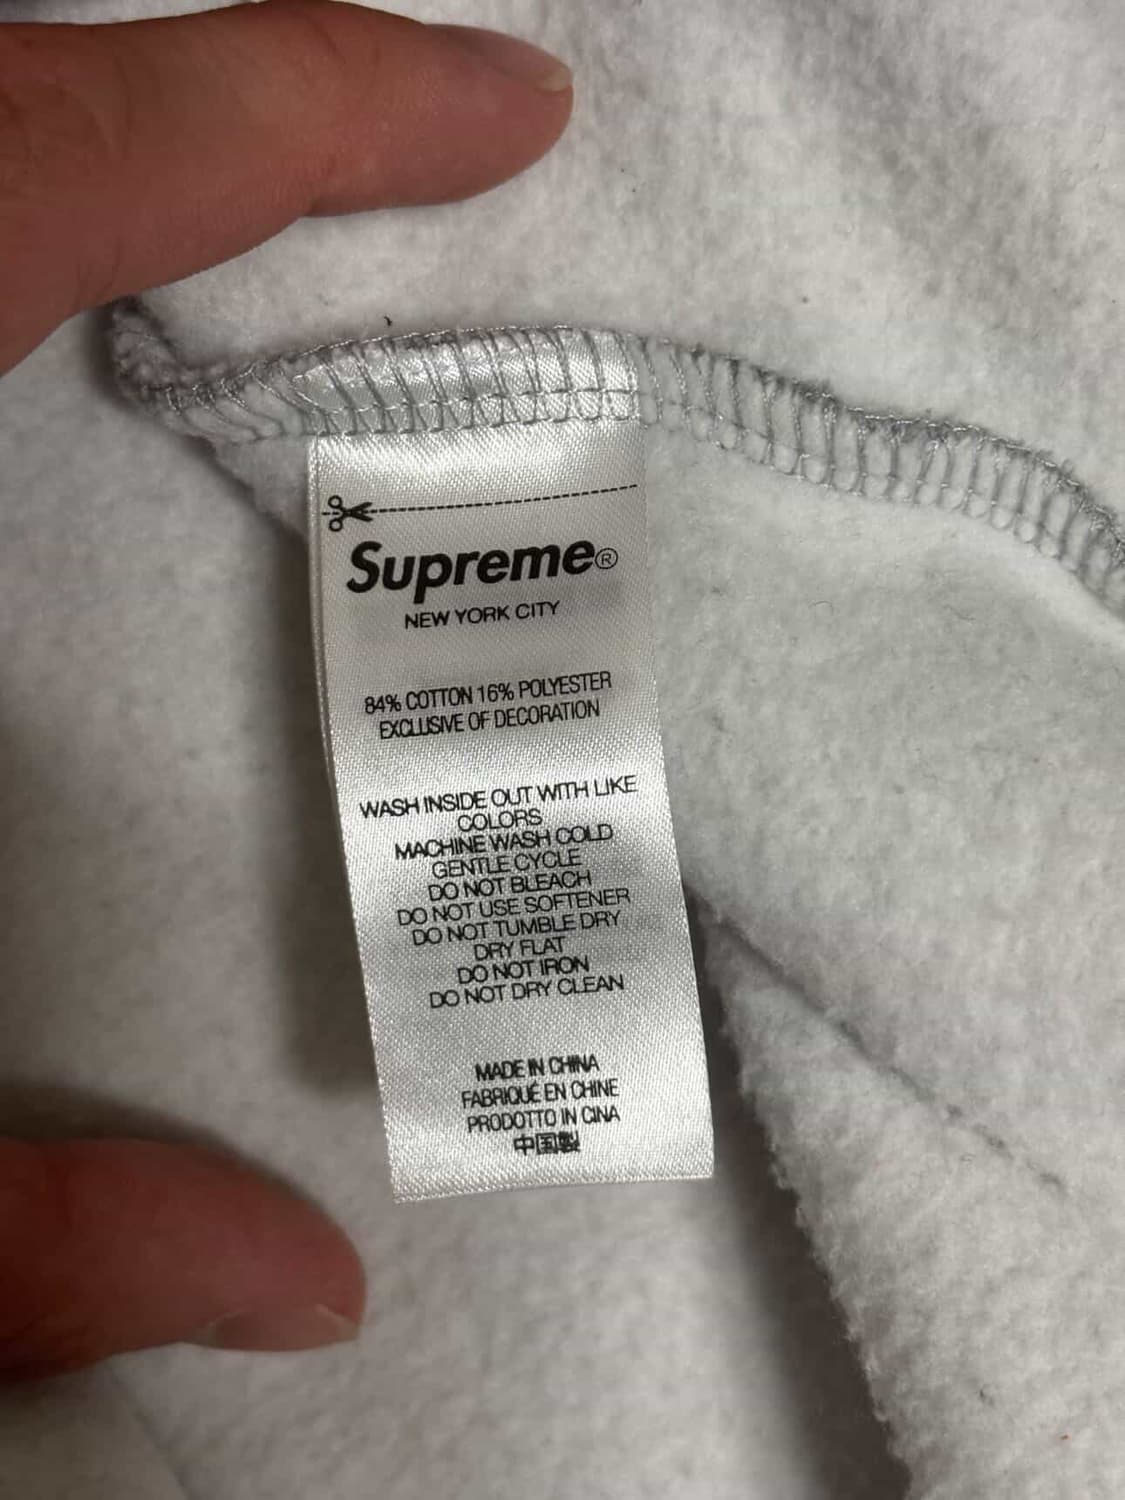 Supreme®
NEW YORK CITY
84% COTTON 16% POLYESTER
EXCLUSIVE OF DECORATION
WASH INSIDE OUT WITH LIKE
COLORS
MACHINE WASH COLD
GENTLE CYCLE
DO NOT BLEACH
DO NOT USE SOFTENER
DO NOT TUMBLE DRY
DRY FLAT
DO NOT IRON
DO NOT DRY CLEAN
MADE IN CHINA
FABRIQUÉ EN CHINE
PRODOTTO IN CINA
中国製